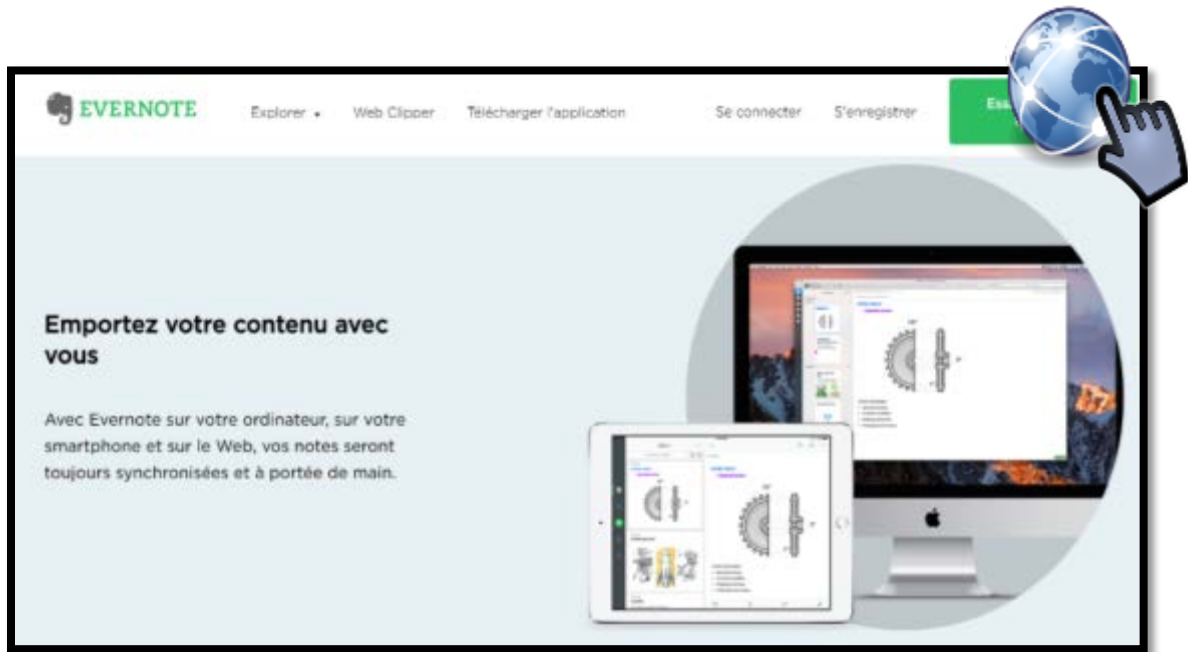 EVERNOTE
Explorer
Web Clipper
Télécharger l'application
Se connecter
S'enregistrer
Emportez votre contenu avec
vous
Avec Evernote sur votre ordinateur, sur votre
smartphone et sur le Web, vos notes seront
toujours synchronisées et à portée de main.